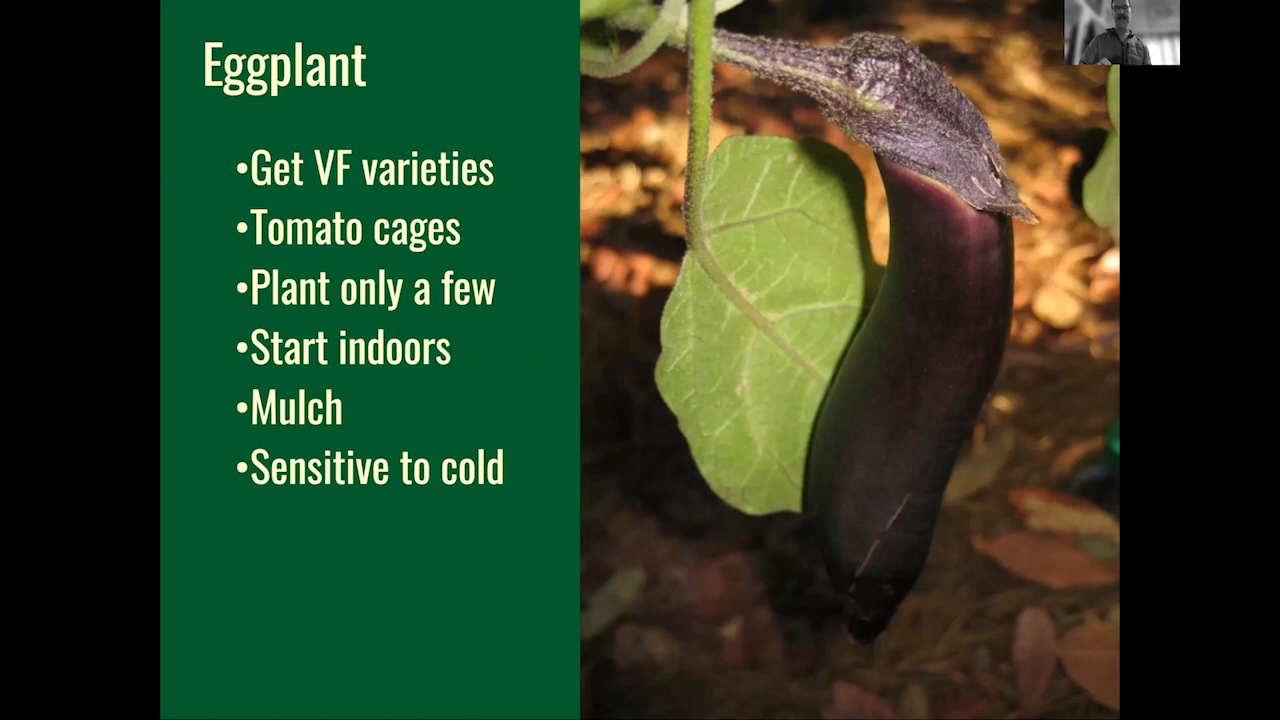 Eggplant
•Get VF varieties
•Tomato cages
•Plant only a few
•Start indoors
•Mulch
•Sensitive to cold